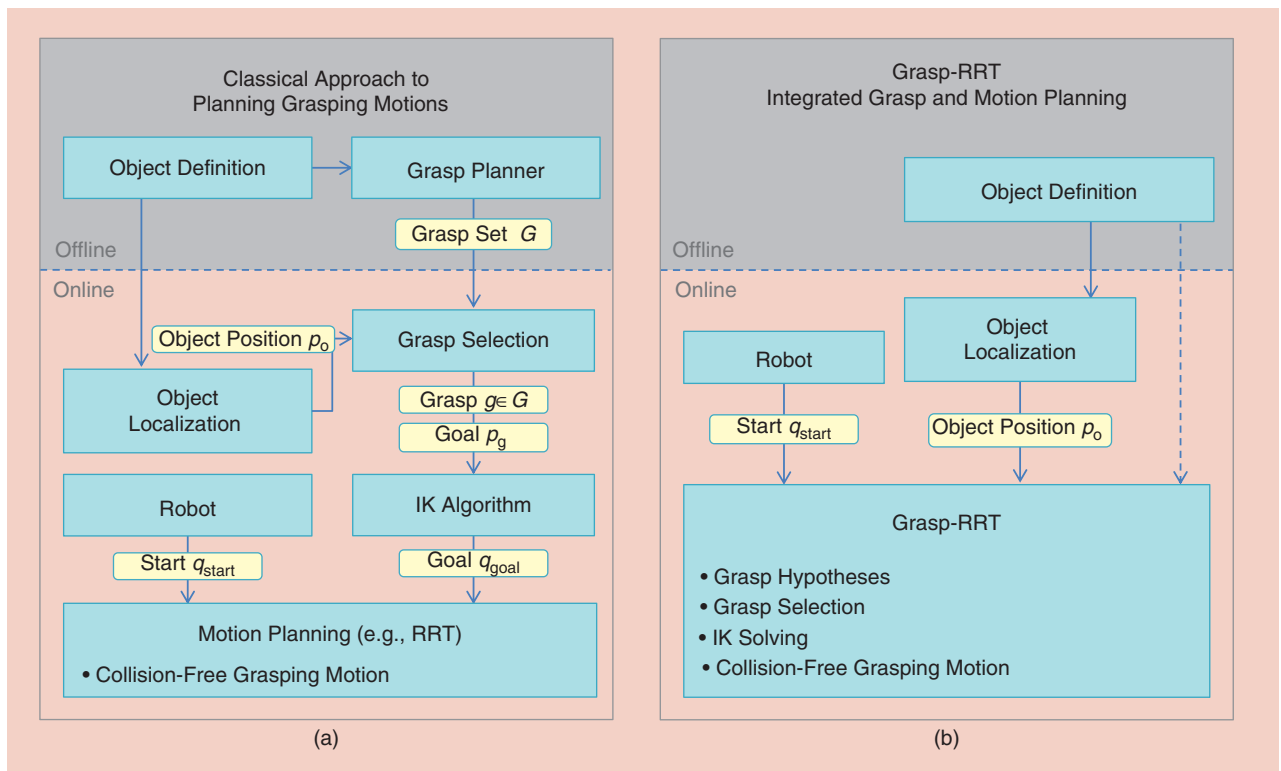 Classical Approach to
Planning Grasping Motions
Object Definition
Grasp Planner
Grasp Set G
Offline
Online
Object Position po
Grasp Selection
Object
Localization
Grasp g∈ G
Goal pg
Robot
IK Algorithm
Start qstart
Goal qgoal
Motion Planning (e.g., RRT)
• Collision-Free Grasping Motion
(a)
Grasp-RRT
Integrated Grasp and Motion Planning
Object Definition
Offline
Online
Object
Localization
Robot
Start qstart
Object Position po
Grasp-RRT
• Grasp Hypotheses
• Grasp Selection
• IK Solving
• Collision-Free Grasping Motion
(b)